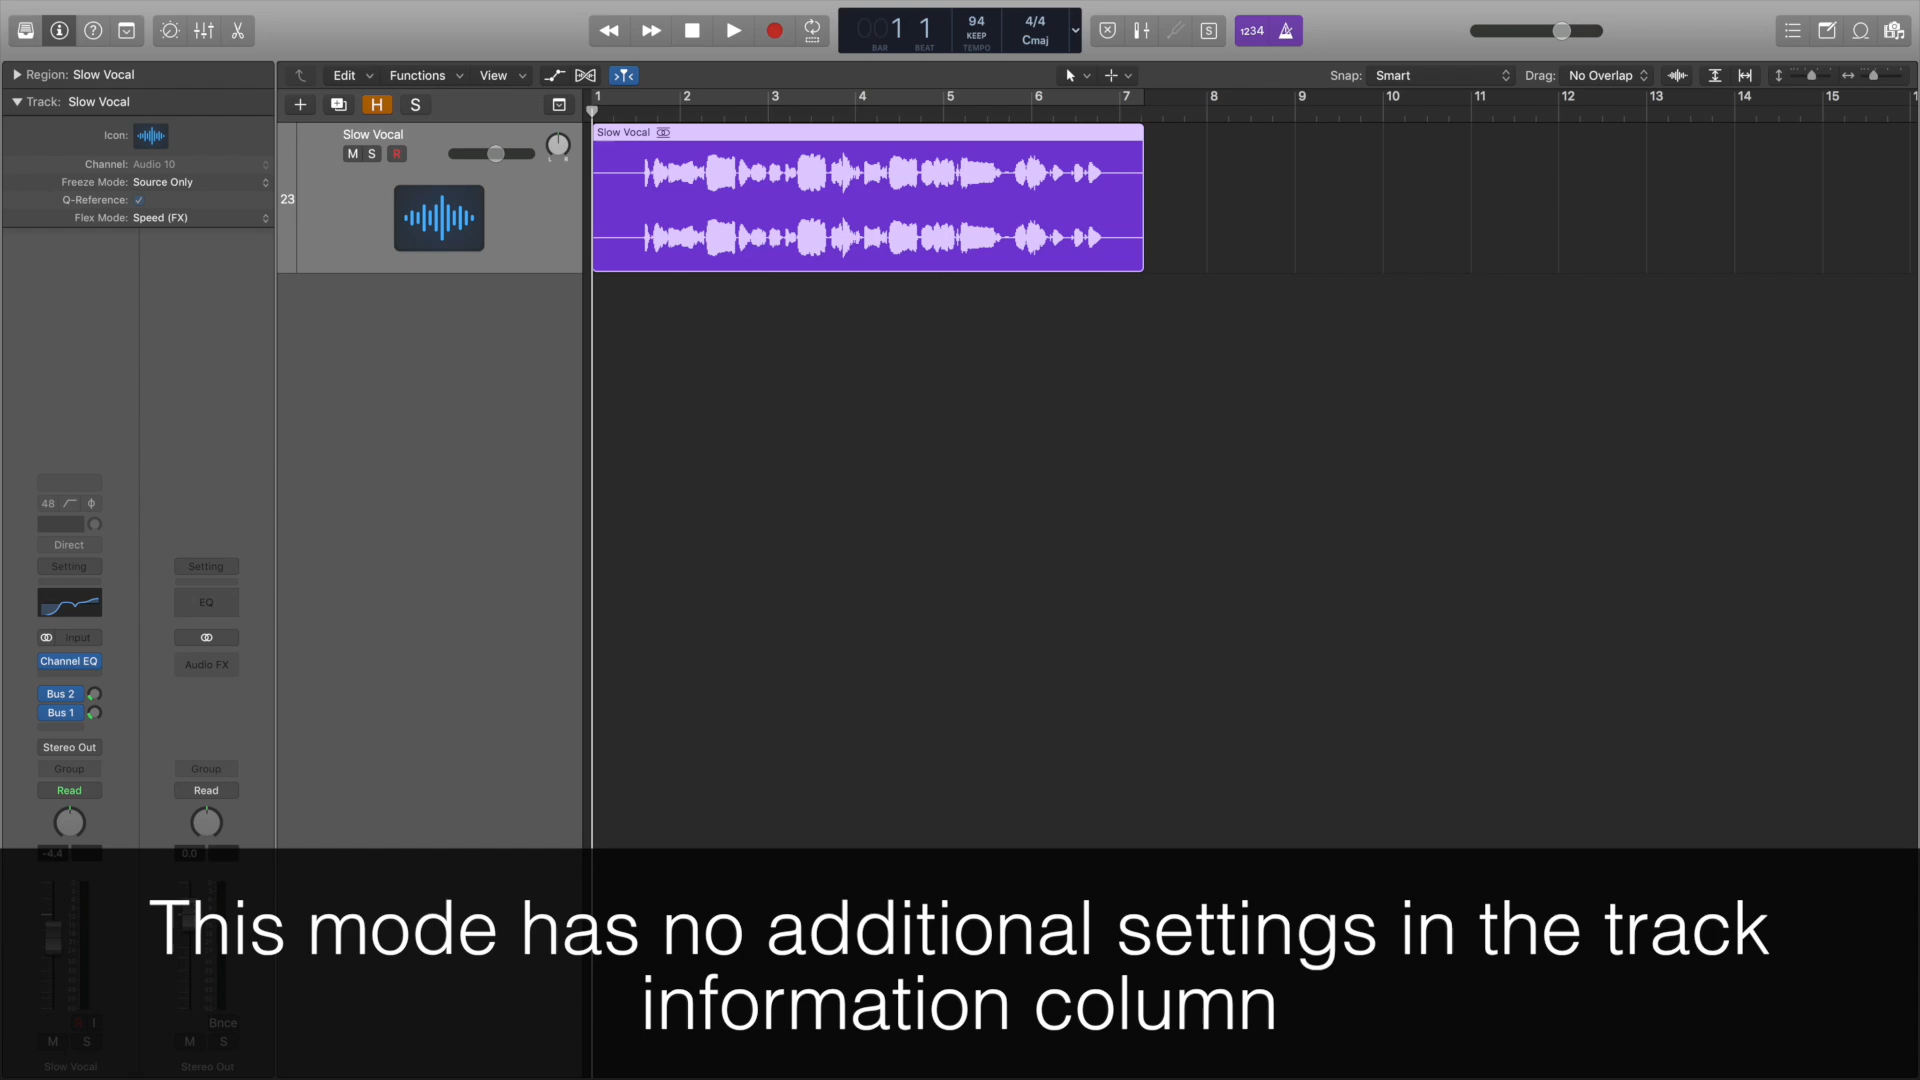 1234
001 1
BAR BEAT
94
KEEP
TEMPO
4/4
Cmaj
S
Region: Slow Vocal
Track: Slow Vocal
Icon:
Channel: Audio 10
Freeze Mode: Source Only
Q-Reference:
Flex Mode: Speed (FX)
Edit Functions View
Snap: Smart Drag: No Overlap
H S
1 2 3 4 5 6 7 8 9 10 11 12 13 14 15
23
Slow Vocal
M S R
L R
Slow Vocal
48
Direct
Setting
Input
Channel EQ
Bus 2
Bus 1
Stereo Out
Group
Read
-4.4
R I
M S
Slow Vocal
Setting
EQ
Audio FX
Group
Read
0.0
Bnce
M S
Stereo Out
This mode has no additional settings in the track
information column